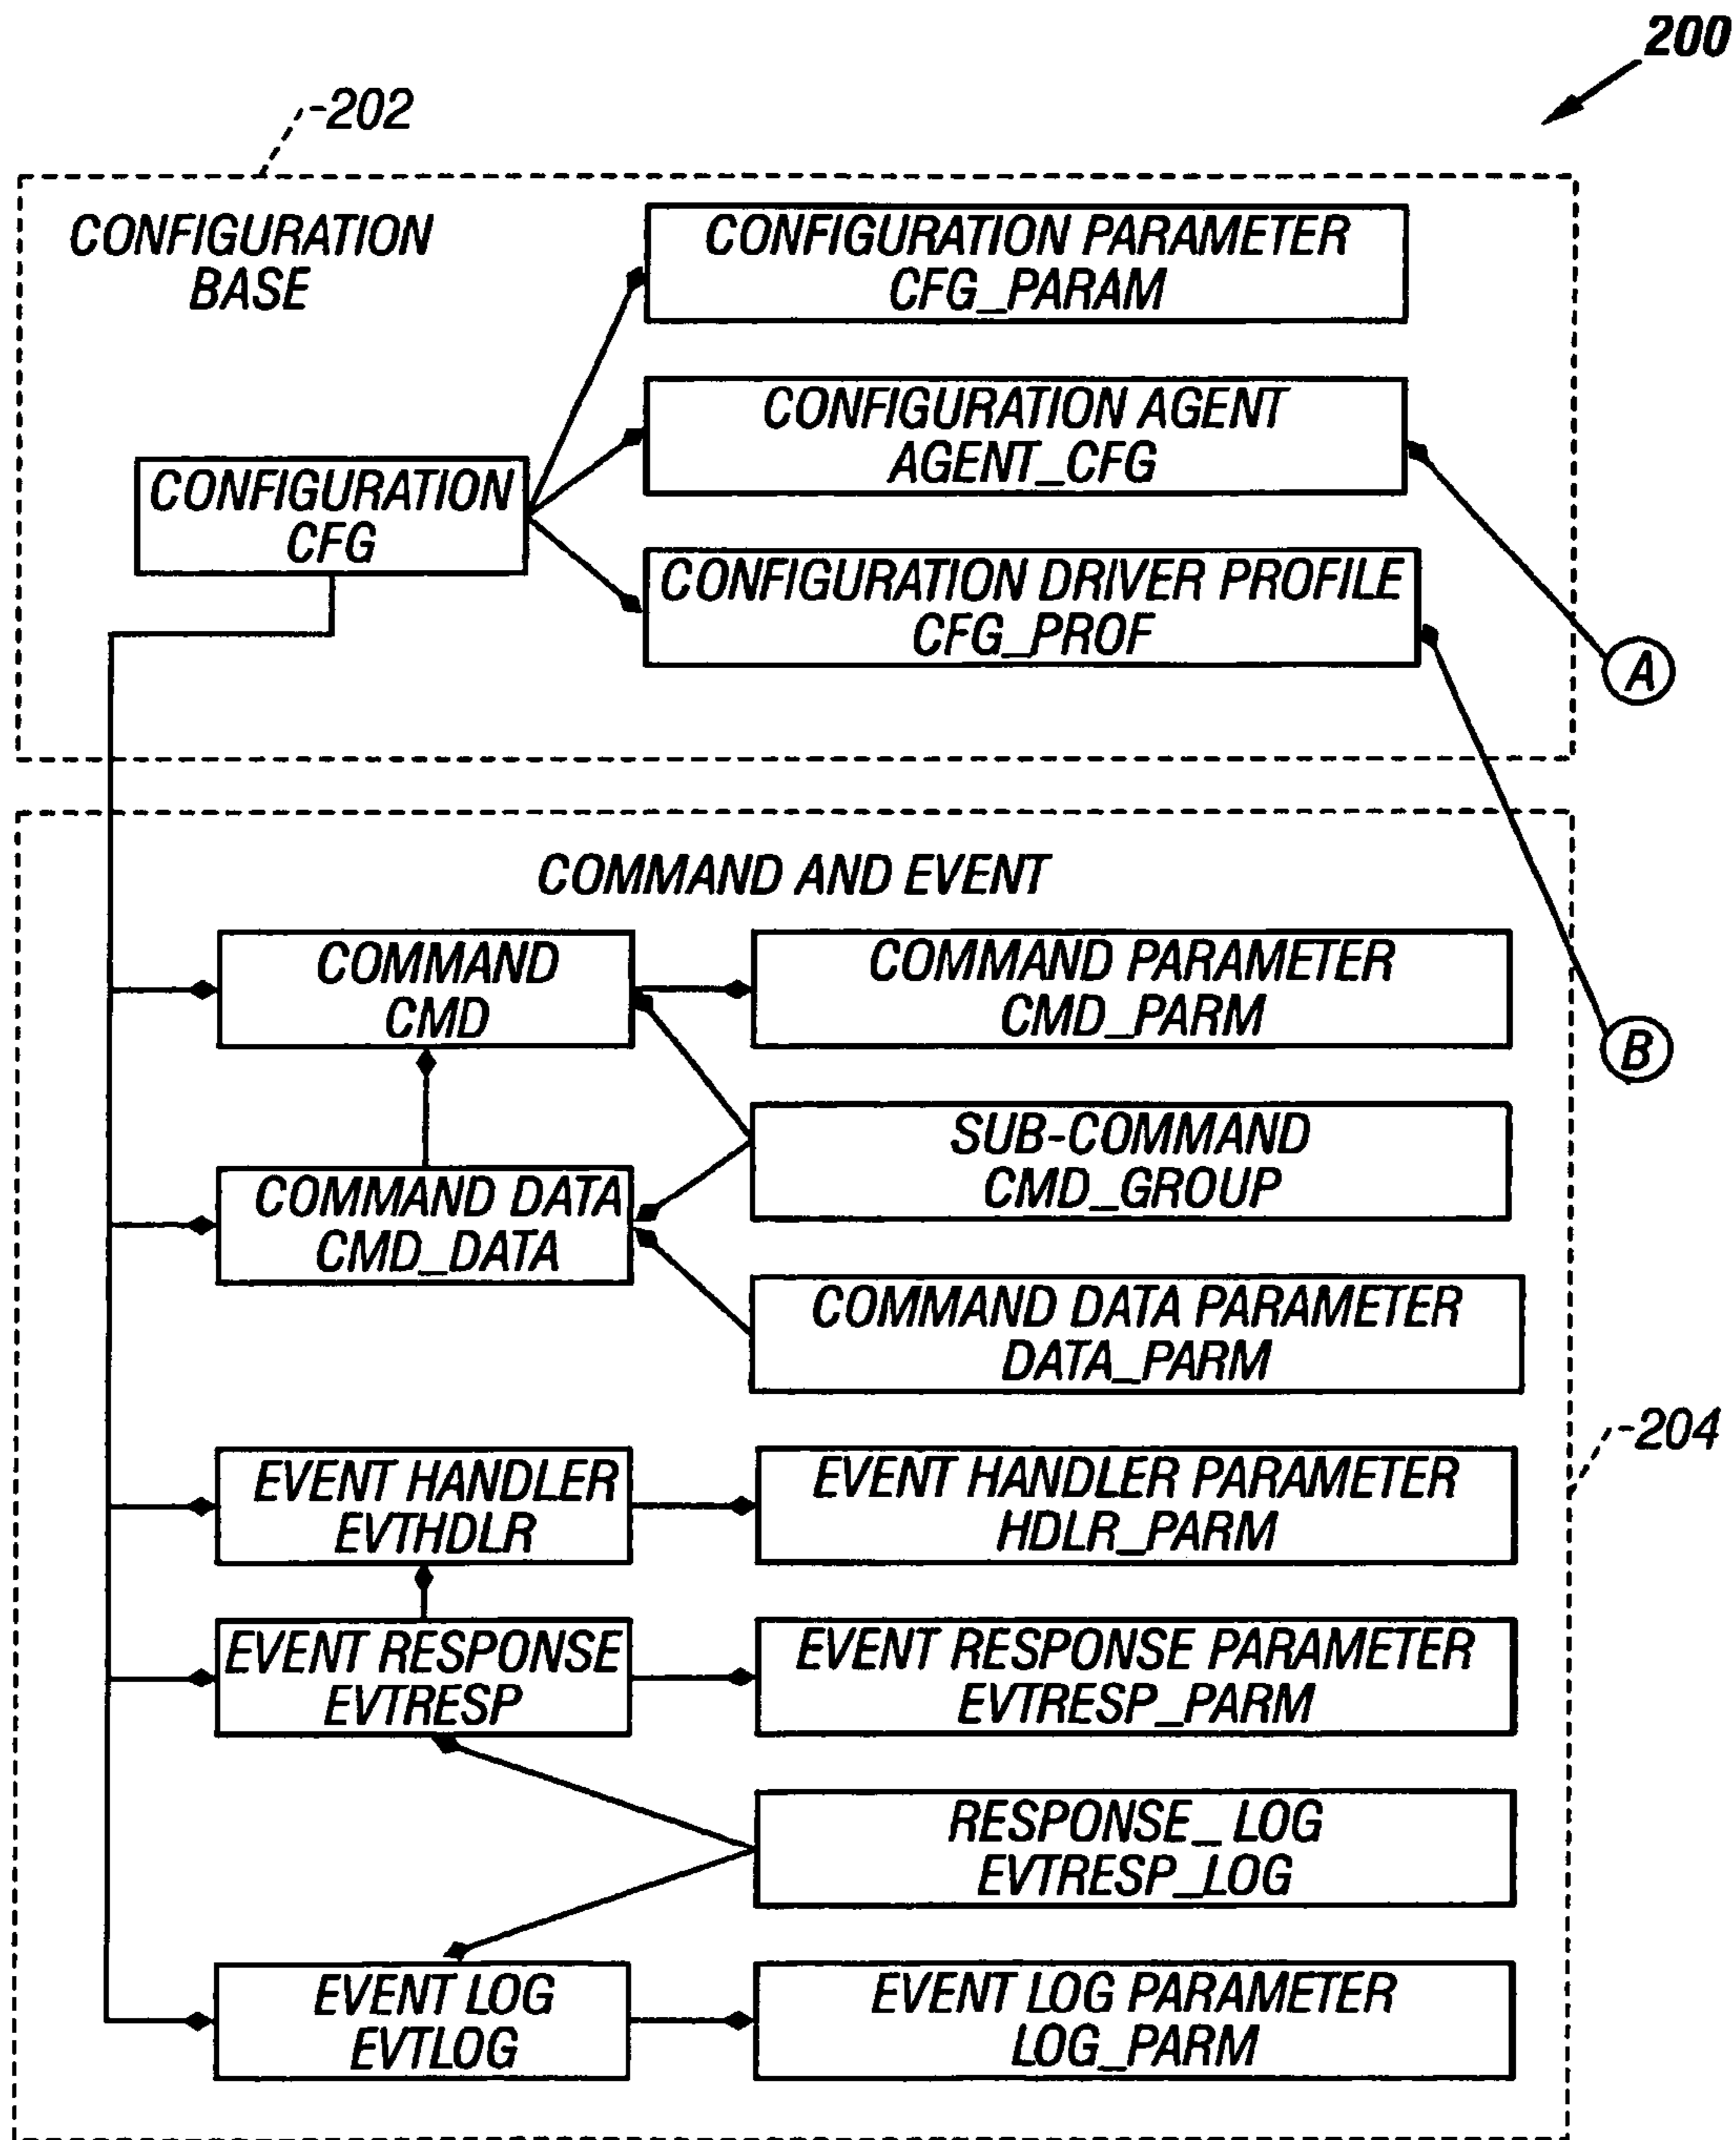 200
202
CONFIGURATION
BASE
CONFIGURATION PARAMETER
CFG_PARAM
CONFIGURATION AGENT
AGENT_CFG
CONFIGURATION
CFG
CONFIGURATION DRIVER PROFILE
CFG_PROF
A
COMMAND AND EVENT
COMMAND
CMD
COMMAND PARAMETER
CMD_PARM
B
SUB-COMMAND
CMD_GROUP
COMMAND DATA
CMD_DATA
COMMAND DATA PARAMETER
DATA_PARM
204
EVENT HANDLER
EVTHDLR
EVENT HANDLER PARAMETER
HDLR_PARM
EVENT RESPONSE
EVTRESP
EVENT RESPONSE PARAMETER
EVTRESP_PARM
RESPONSE_ LOG
EVTRESP_LOG
EVENT LOG
EVTLOG
EVENT LOG PARAMETER
LOG_PARM